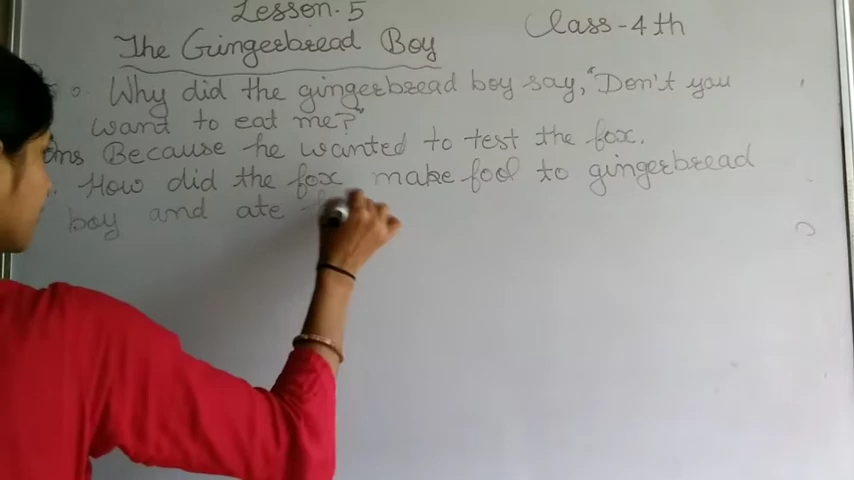 Lesson-5
Class-4th
The Gingerbread Boy
Why did the gingerbread boy say, "Don't you
want to eat me?"
Ans Because he wanted to test the fox.
How did the fox make fool to gingerbread
boy and ate